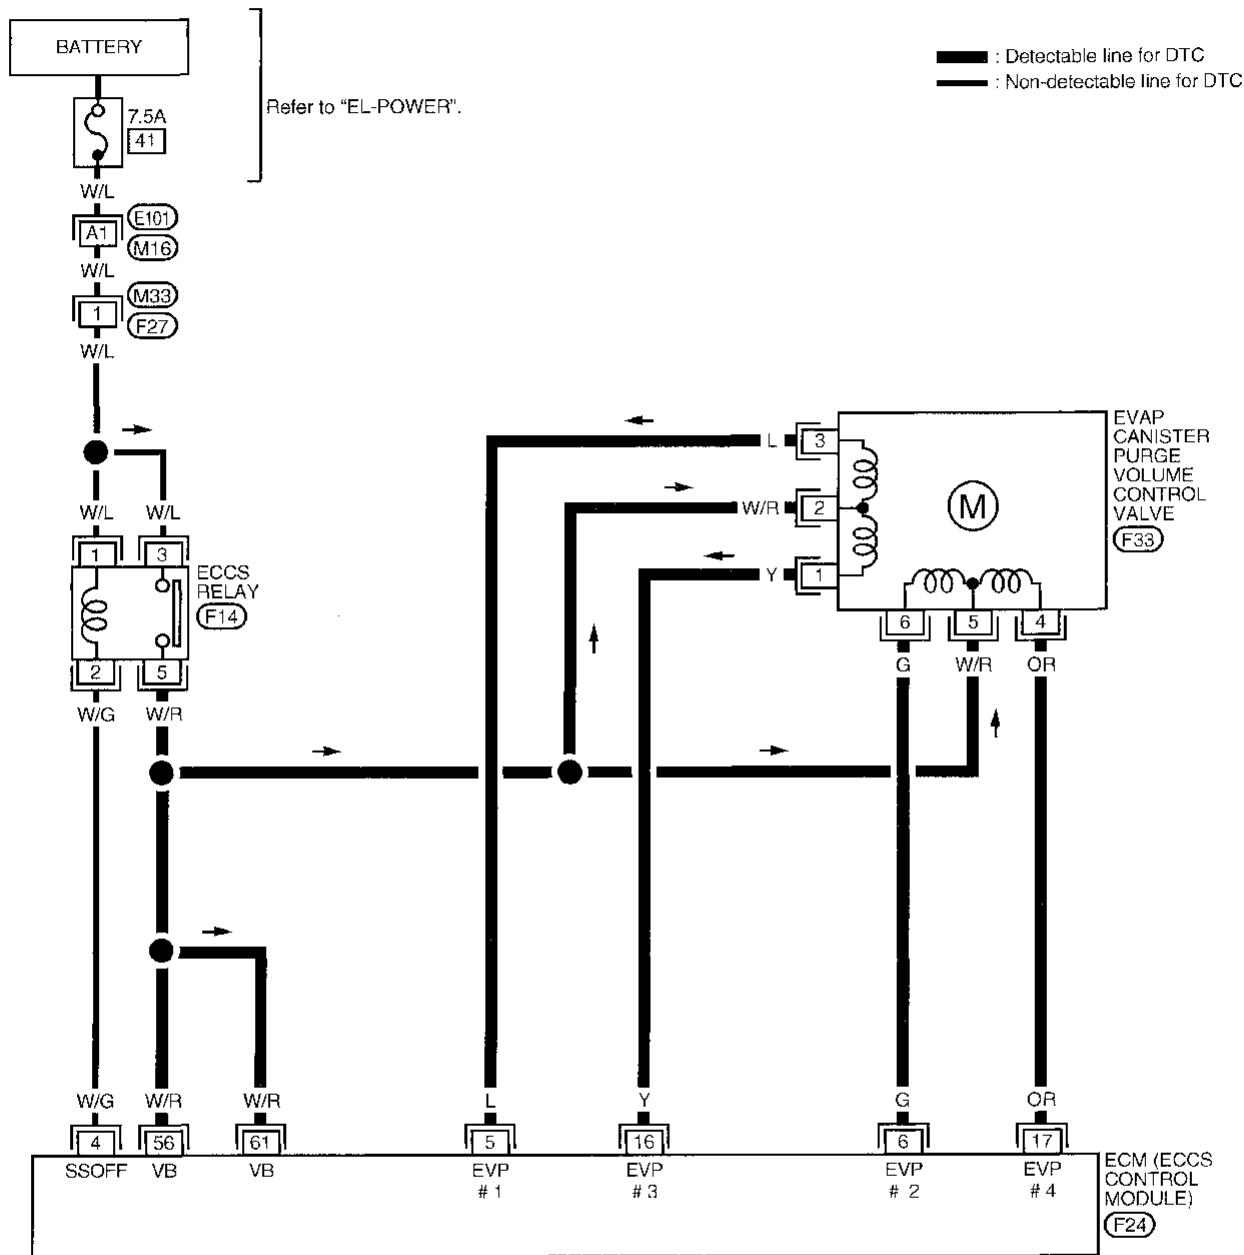 BATTERY
: Detectable line for DTC
: Non-detectable line for DTC
Refer to “EL-POWER”.
7.5A
41
W/L
E101
A1
M16
W/L
M33
1
F27
W/L
W/L W/L
1 3
ECCS
RELAY
F14
2 5
W/G W/R
EVAP
CANISTER
PURGE
VOLUME
CONTROL
VALVE
F33
L 3
W/R 2
M
Y 1
6 5 4
G W/R OR
W/G W/R W/R L Y G OR
4 56 61 5 16 6 17
SSOFF VB VB EVP EVP EVP EVP
# 1 # 3 # 2 # 4
ECM (ECCS
CONTROL
MODULE)
F24